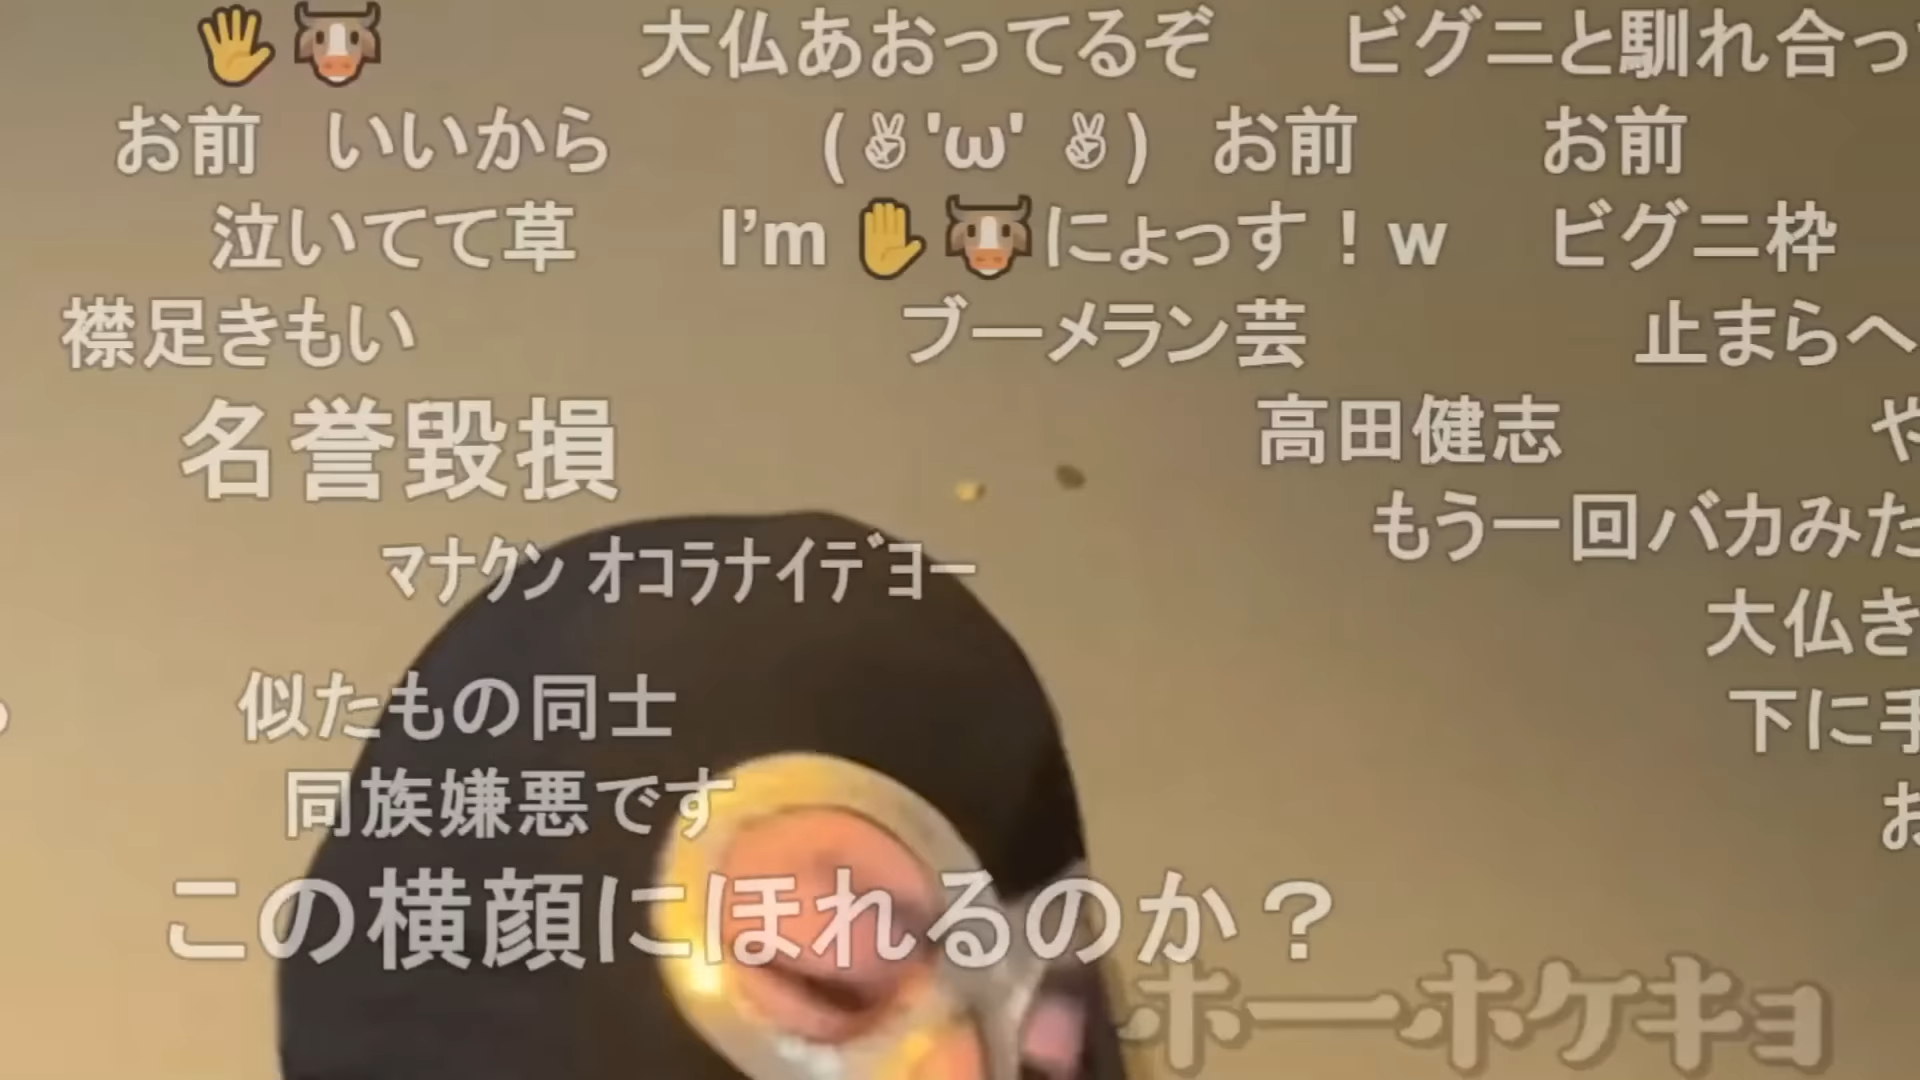 🖐🐮 大仏あおってるぞ ビグニと馴れ合っ
お前 いいから (✌'ω' ✌) お前 お前
泣いてて草 I’m ✋🐮にょっす！w ビグニ枠
襟足きもい ブーメラン芸 止まらへ
名誉毀損 高田健志 や
もう一回バカみた
ﾏﾅｸﾝ ｵｺﾗﾅｲﾃﾞﾖｰ
大仏き
似たもの同士 下に手
同族嫌悪です お
この横顔にほれるのか？
ホーホケキョ